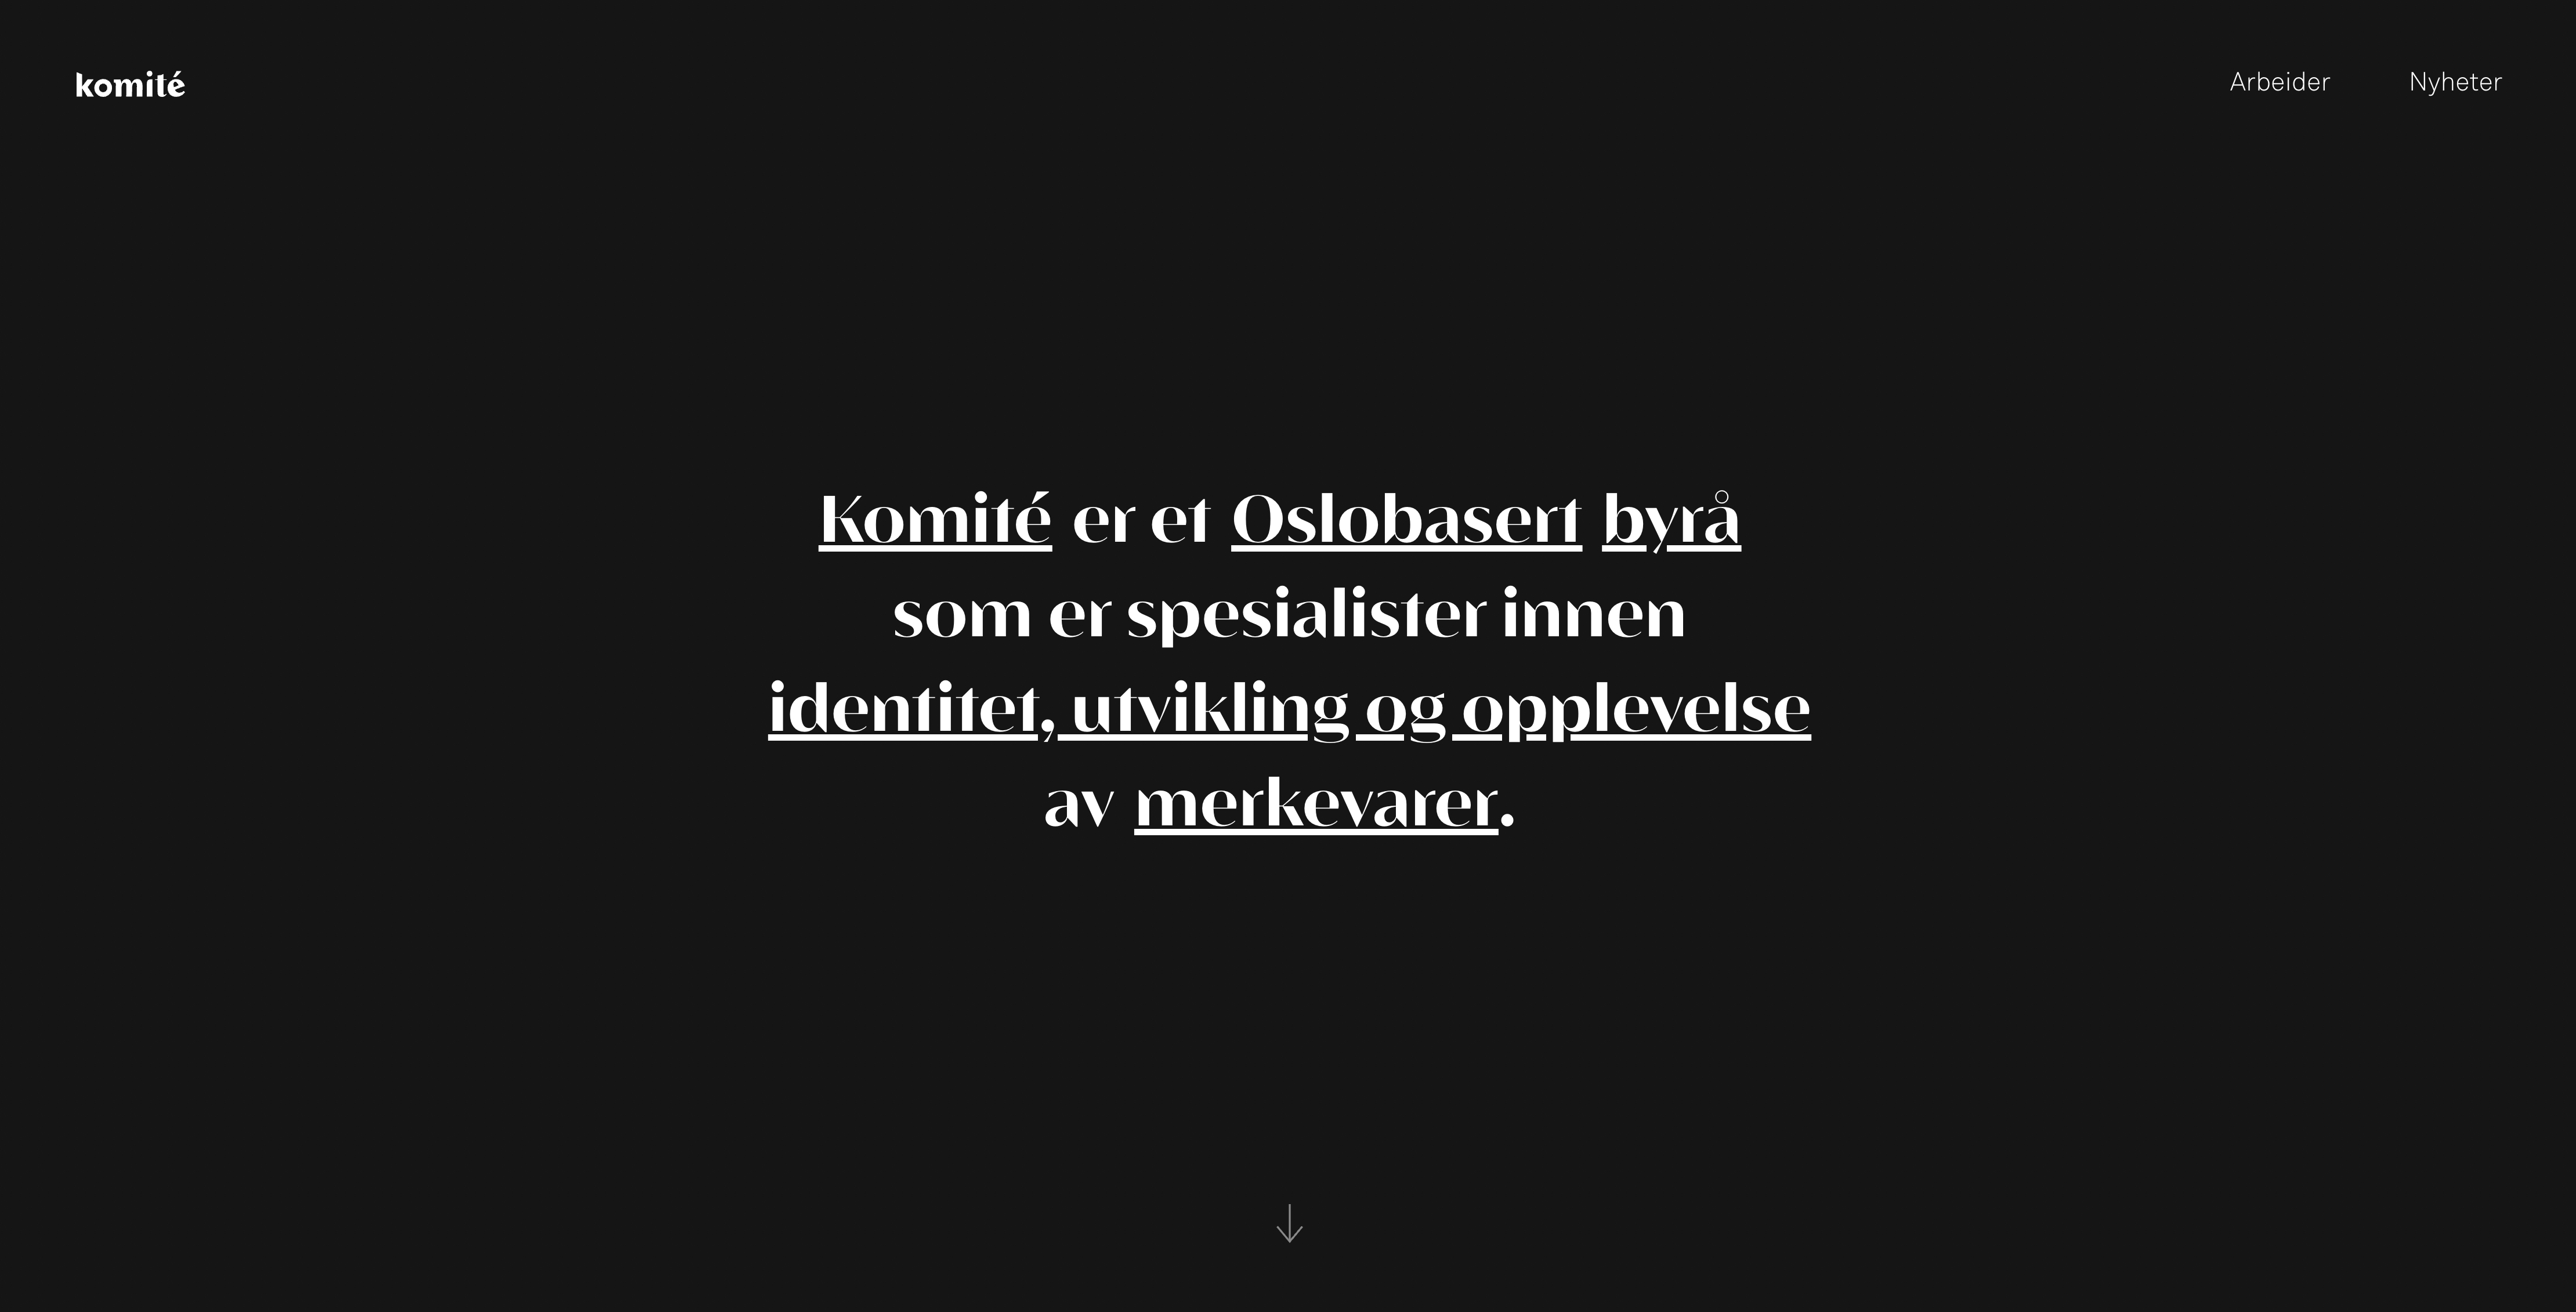 komité
Arbeider
Nyheter
Komité er et Oslobasert byrå
som er spesialister innen
identitet, utvikling og opplevelse
av merkevarer.